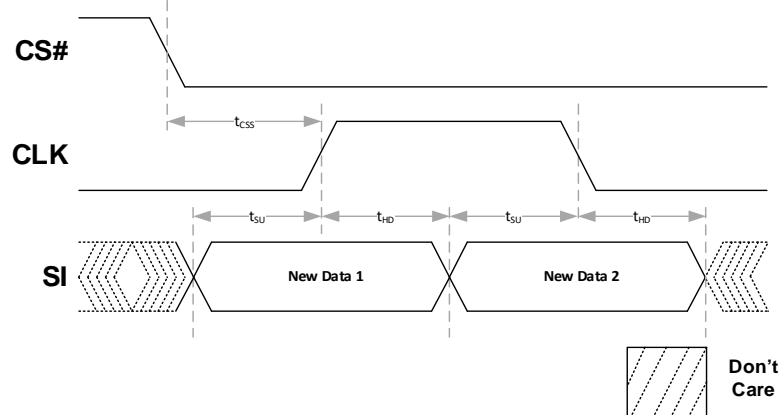 CS#
tCSS
CLK
tSU tHD tSU tHD
SI New Data 1 New Data 2
Don't
Care